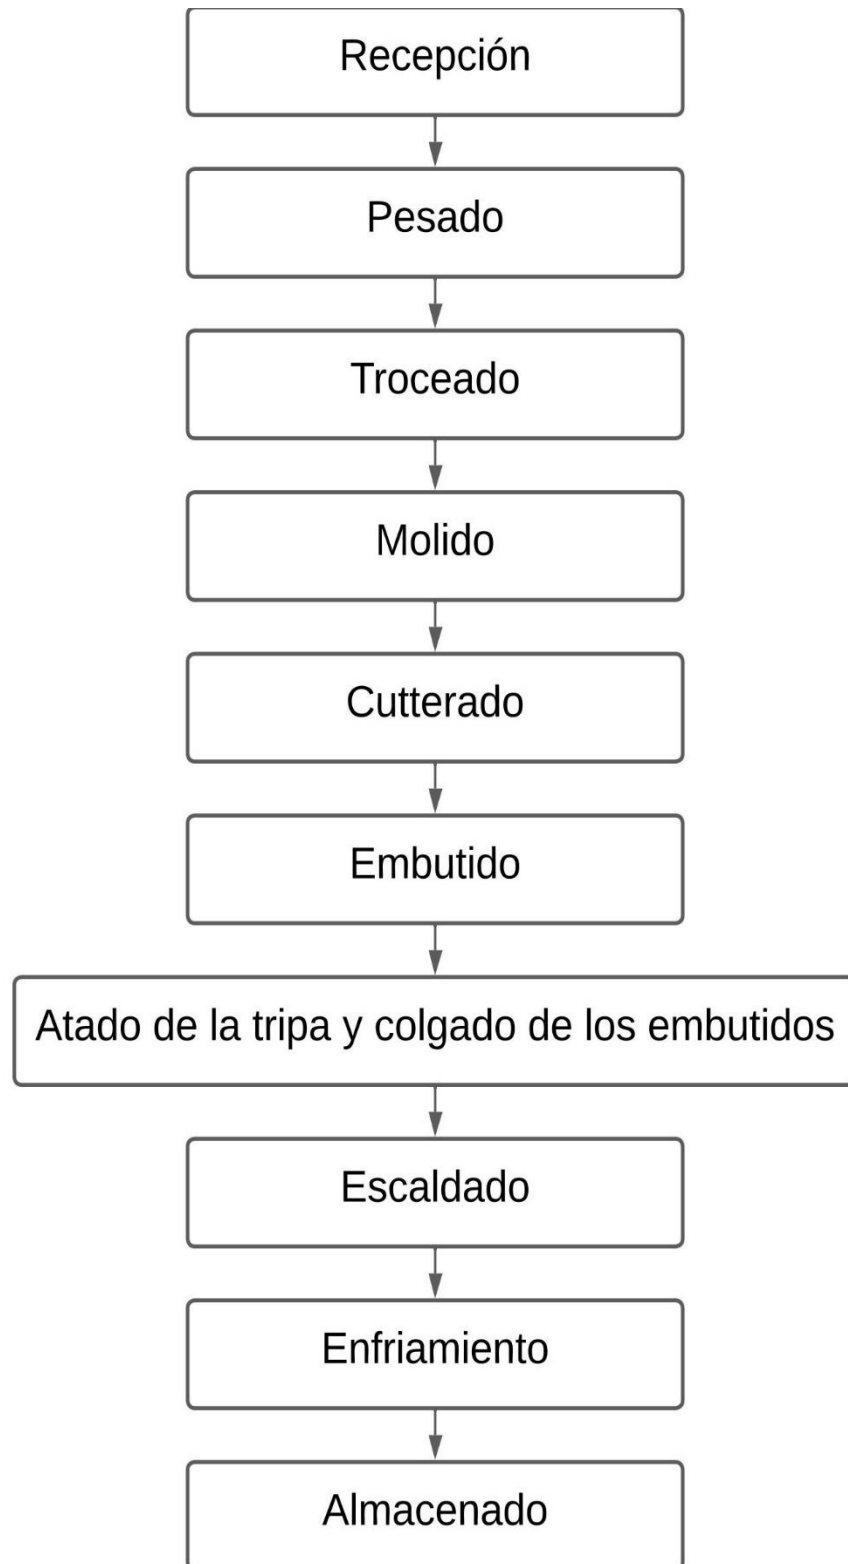 Recepción
Pesado
Troceado
Molido
Cutterado
Embutido
Atado de la tripa y colgado de los embutidos
Escaldado
Enfriamiento
Almacenado